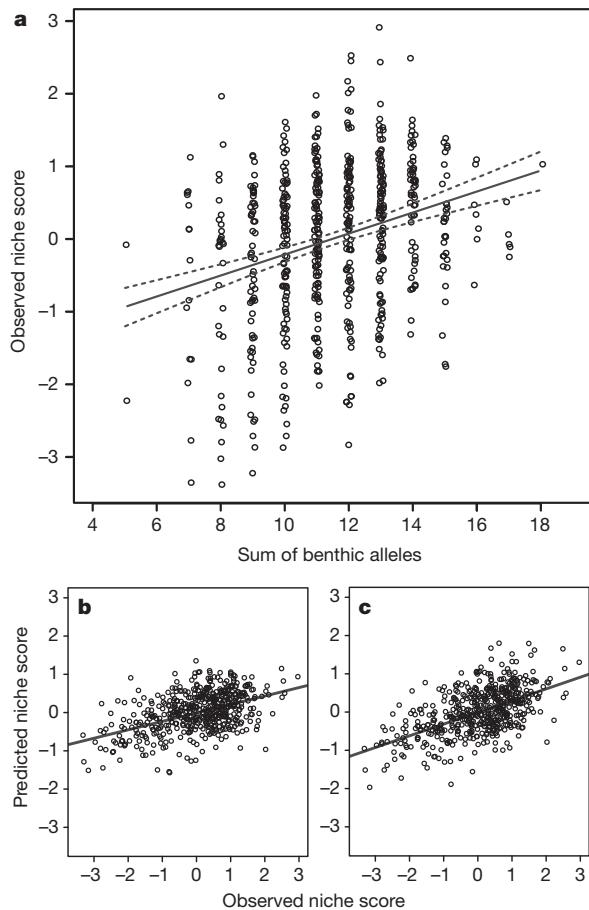 a
3
2
1
0
−1
−2
−3
Observed niche score
4 6 8 10 12 14 16 18
Sum of benthic alleles
b
3
2
1
0
−1
−2
−3
Predicted niche score
−3 −2 −1 0 1 2 3
c
3
2
1
0
−1
−2
−3
−3 −2 −1 0 1 2 3
Observed niche score